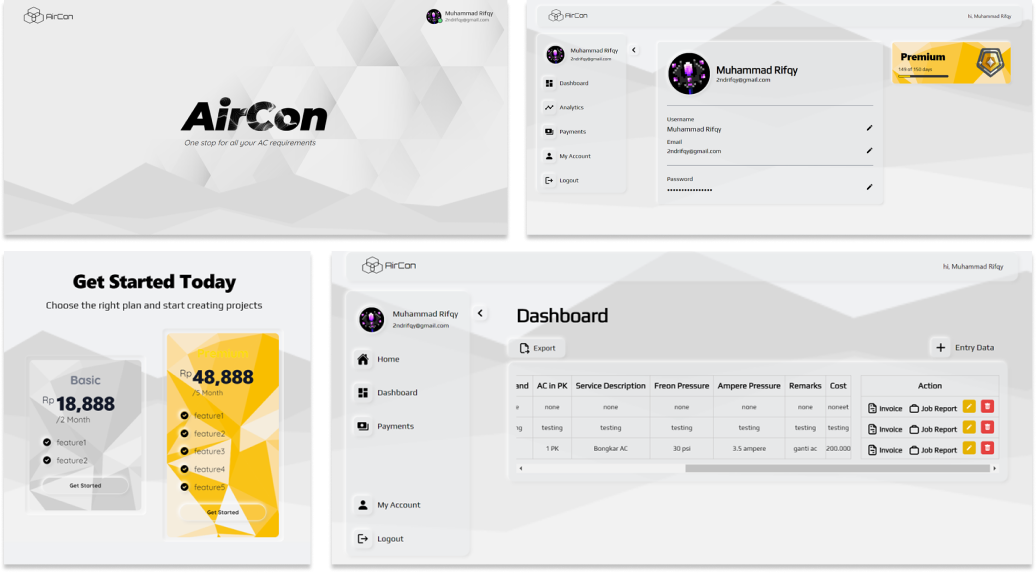 AirCon
Muhammad Rifqy
2ndrifqy@gmail.com
AirCon
One stop for all your AC requirements
AirCon
hi, Muhammad Rifqy
Muhammad Rifqy
2ndrifqy@gmail.com
Dashboard
Analytics
Payments
My Account
Logout
Muhammad Rifqy
2ndrifqy@gmail.com
Username
Muhammad Rifqy
Email
2ndrifqy@gmail.com
Password
••••••••••••••••
Premium
149 of 150 days
Get Started Today
Choose the right plan and start creating projects
Basic
Rp 18,888
/2 Month
feature1
feature2
Get Started
Premium
Rp 48,888
/5 Month
feature1
feature2
feature3
feature4
feature5
Get Started
AirCon
hi, Muhammad Rifqy
Muhammad Rifqy
2ndrifqy@gmail.com
Home
Dashboard
Payments
My Account
Logout
Dashboard
Export
Entry Data
and AC in PK Service Description Freon Pressure Ampere Pressure Remarks Cost Action
e none none none none none noneet Invoice Job Report
ng testing testing testing testing testing testing Invoice Job Report
1 PK Bongkar AC 30 psi 3.5 ampere ganti ac 200.000 Invoice Job Report